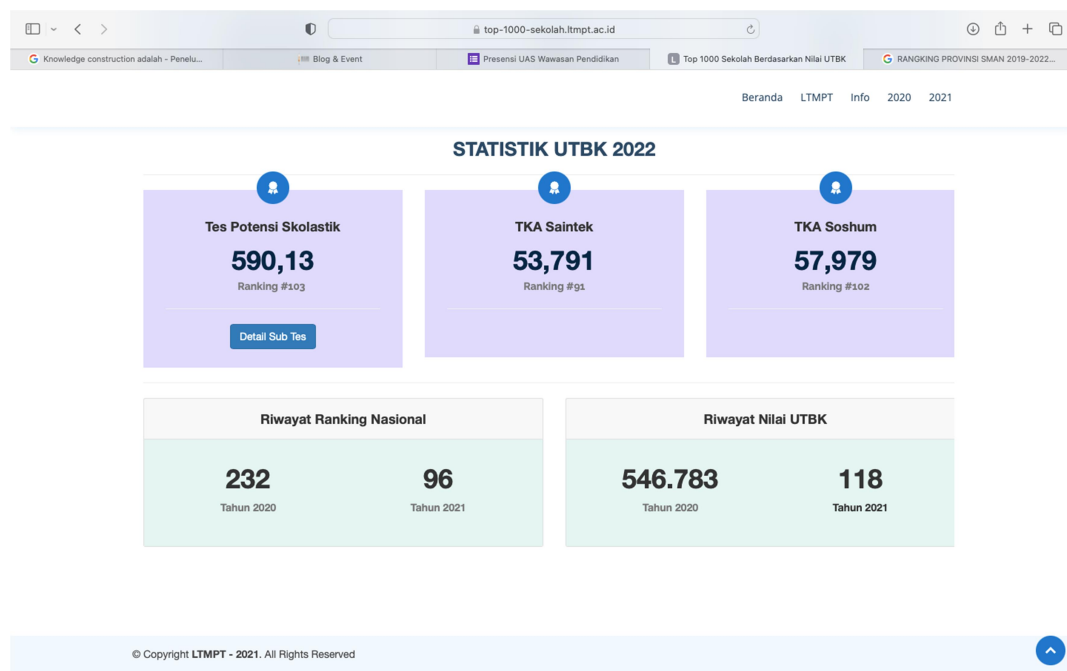 top-1000-sekolah.ltmpt.ac.id
Knowledge construction adalah - Penelu...
Blog & Event
Presensi UAS Wawasan Pendidikan
L Top 1000 Sekolah Berdasarkan Nilai UTBK
RANGKING PROVINSI SMAN 2019-2022...
Beranda LTMPT Info 2020 2021
STATISTIK UTBK 2022
Tes Potensi Skolastik
590,13
Ranking #103
Detail Sub Tes
TKA Saintek
53,791
Ranking #91
TKA Soshum
57,979
Ranking #102
Riwayat Ranking Nasional
232
Tahun 2020
96
Tahun 2021
Riwayat Nilai UTBK
546.783
Tahun 2020
118
Tahun 2021
© Copyright LTMPT - 2021. All Rights Reserved